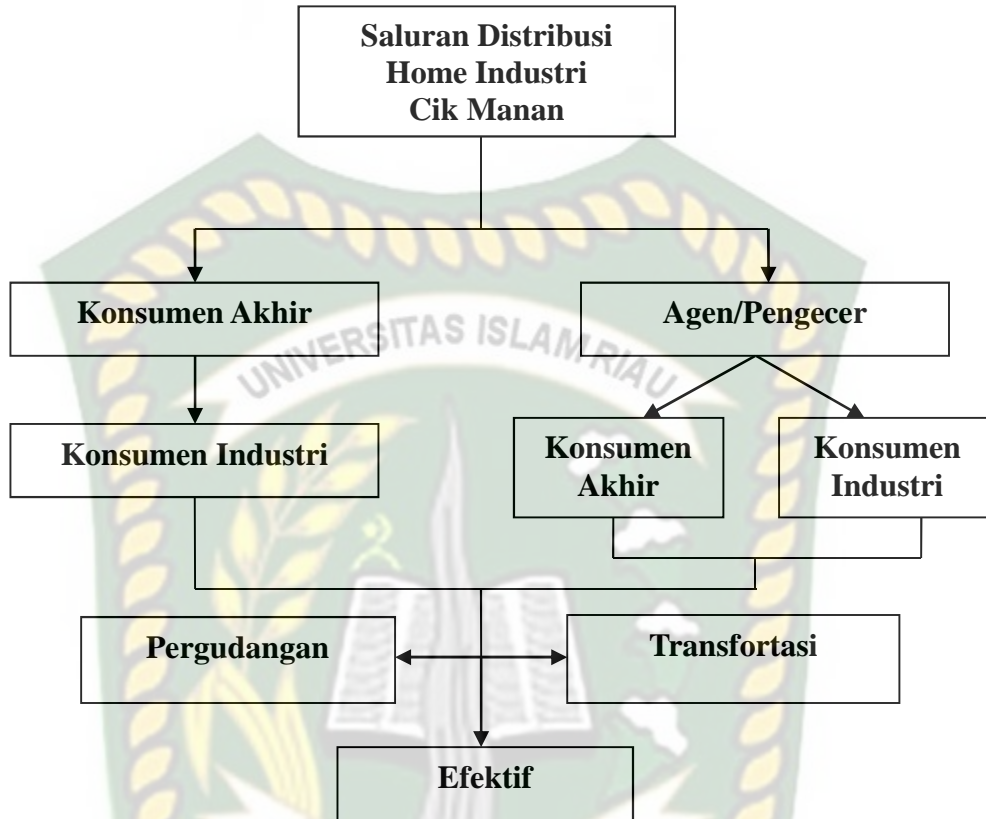 Saluran Distribusi
Home Industri
Cik Manan
Konsumen Akhir
Agen/Pengecer
UNIVERSITAS ISLAM RIAU
Konsumen Industri
Konsumen
Akhir
Konsumen
Industri
Pergudangan
Transfortasi
Efektif